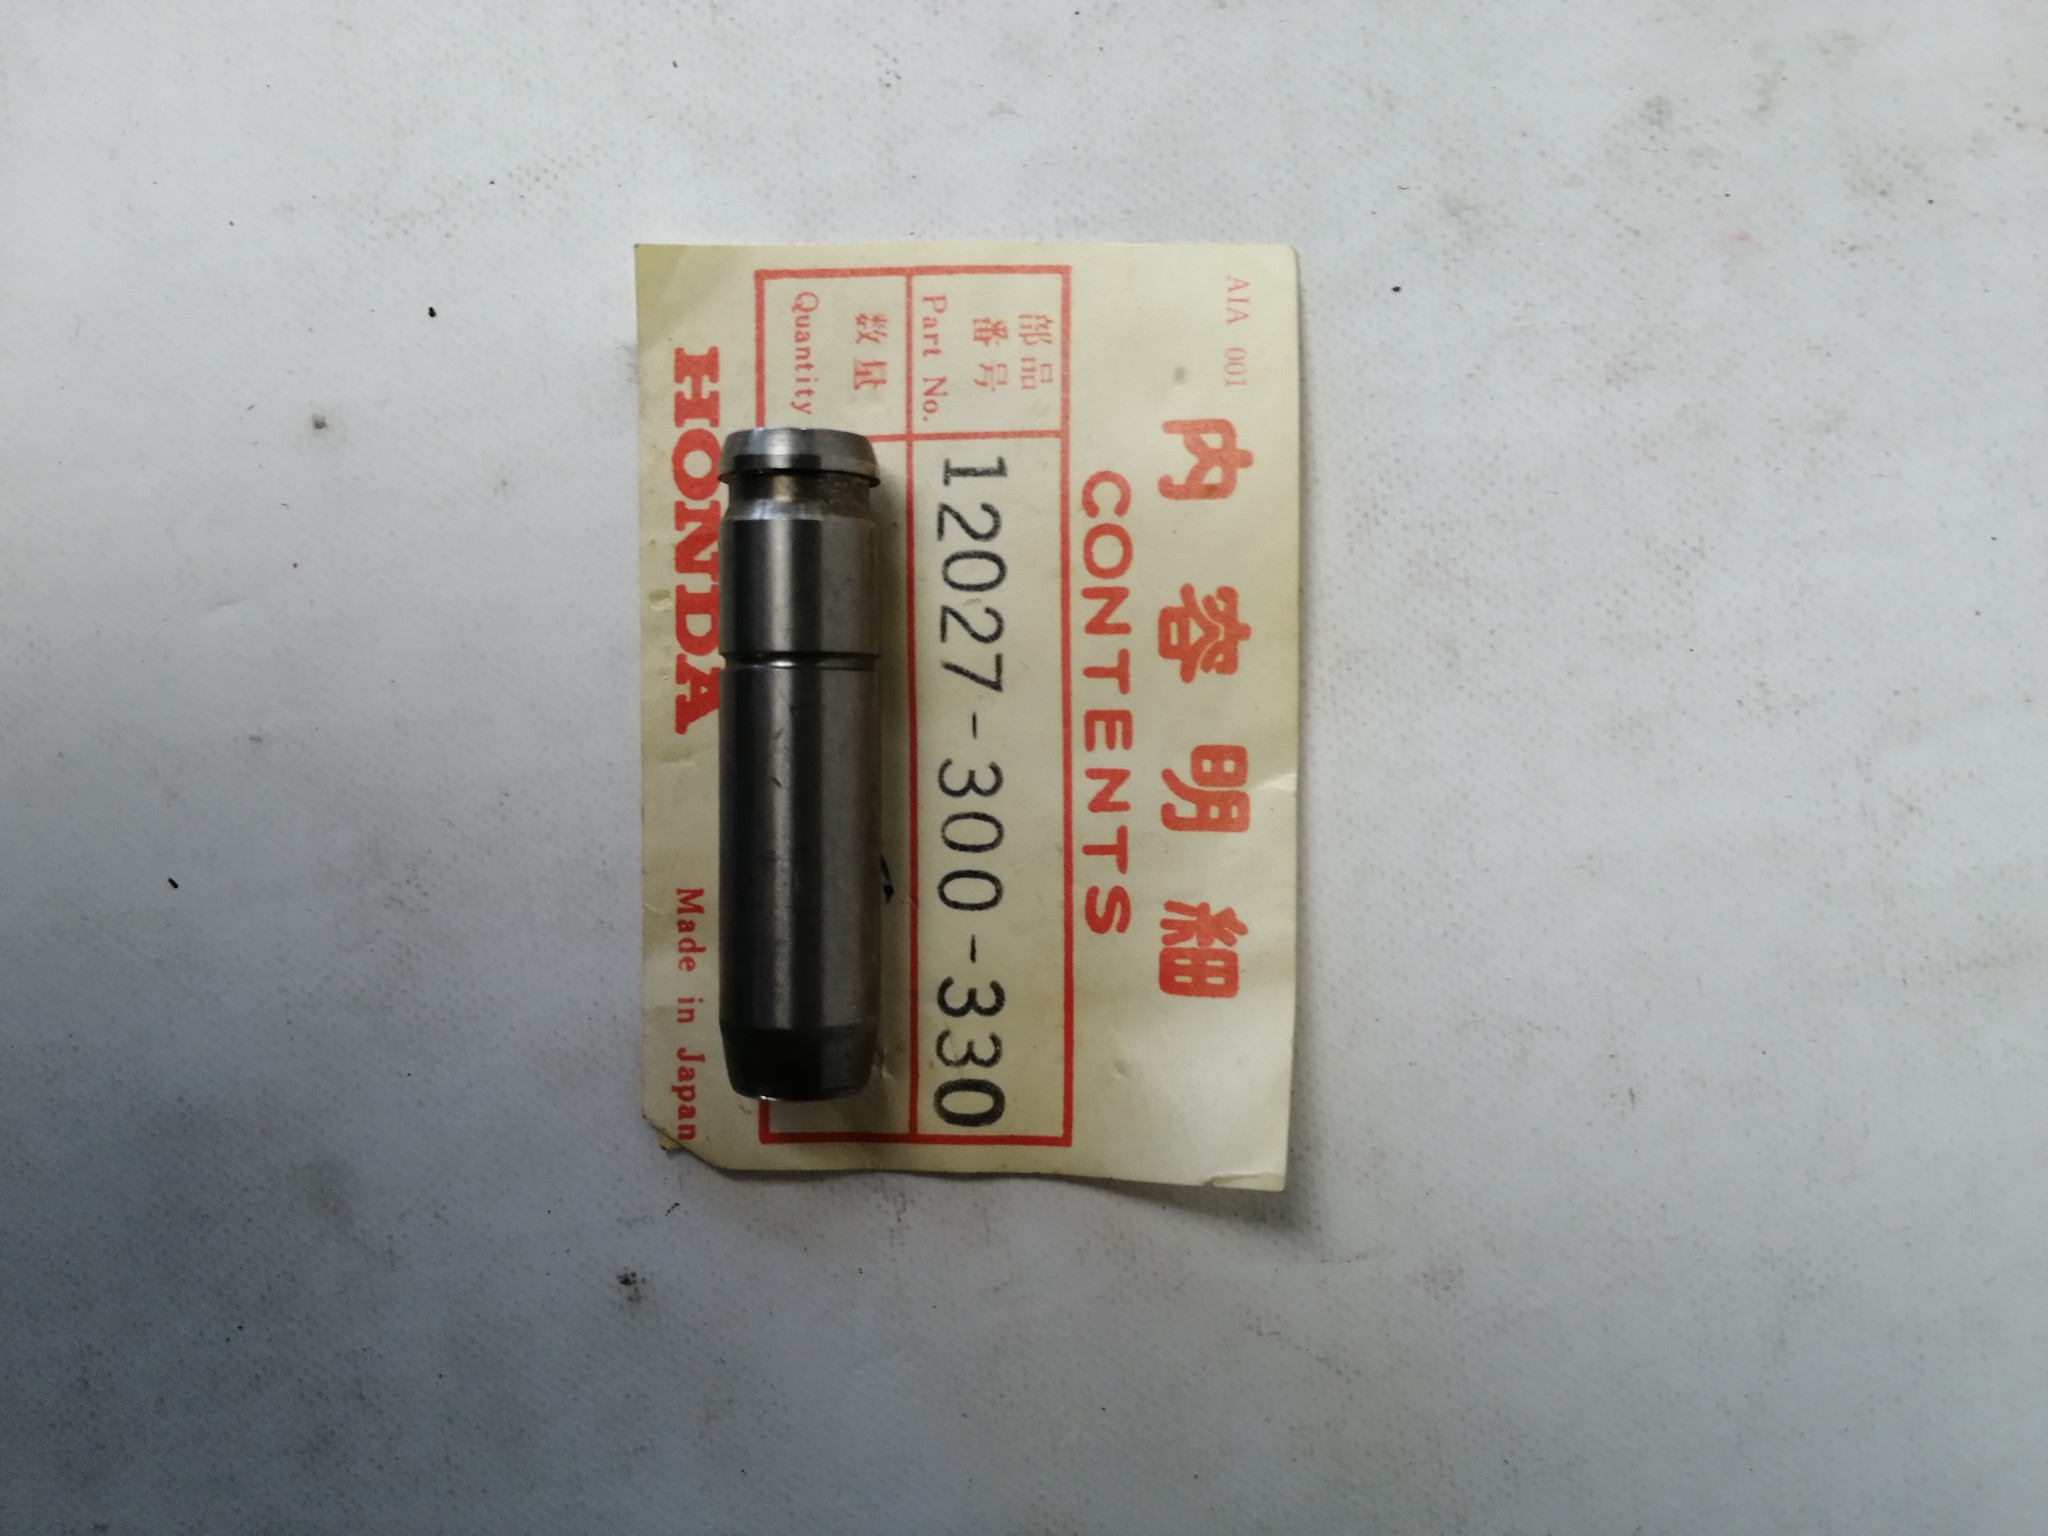 AIA 001
内容明細
CONTENTS
部品
番号
Part No.
12027-300-330
数量
Quantity
HONDA
Made in Japan